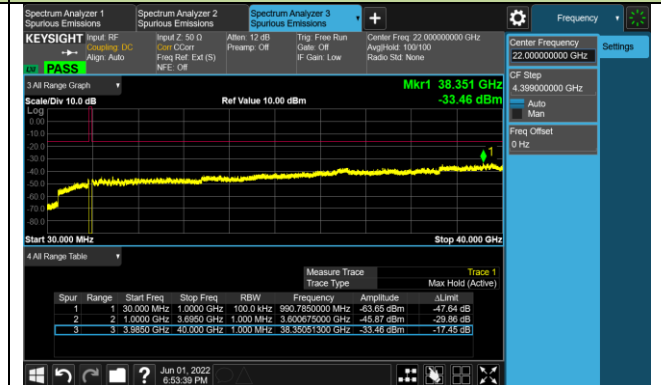 Spectrum Analyzer 1
Spurious Emissions
Spectrum Analyzer 2
Spurious Emissions
Spectrum Analyzer 3
Spurious Emissions
Frequency
KEYSIGHT
Input: RF
Coupling: DC
Align: Auto
Input Z: 50 Ω
Corr CCorr
Freq Ref: Ext (S)
NFE: Off
Atten: 12 dB
Preamp: Off
Trig: Free Run
Gate: Off
IF Gain: Low
Center Freq: 22.000000000 GHz
Avg|Hold: 100/100
Radio Std: None
PASS
Center Frequency
22.000000000 GHz
Settings
CF Step
4.399000000 GHz
Auto
Man
Freq Offset
0 Hz
3 All Range Graph
Mkr1 38.351 GHz
Scale/Div 10.0 dB
Ref Value 10.00 dBm
-33.46 dBm
Log
0.00
-10.0
-20.0
-30.0
-40.0
-50.0
-60.0
-70.0
-80.0
1
Start 30.000 MHz
Stop 40.000 GHz
4 All Range Table
Measure Trace Trace 1
Trace Type Max Hold (Active)
Spur Range Start Freq Stop Freq RBW Frequency Amplitude ΔLimit
1 1 30.000 MHz 1.0000 GHz 100.0 kHz 990.7850000 MHz -63.65 dBm -47.64 dB
2 2 1.0000 GHz 3.6950 GHz 1.000 MHz 3.600675000 GHz -45.87 dBm -29.86 dB
3 3 3.9850 GHz 40.000 GHz 1.000 MHz 38.35051300 GHz -33.46 dBm -17.45 dB
Jun 01, 2022
6:53:39 PM